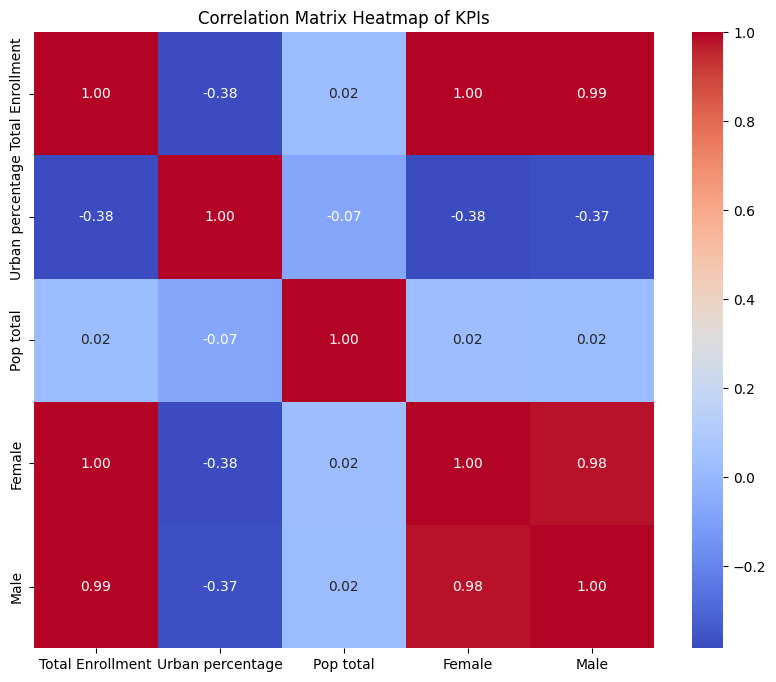 Correlation Matrix Heatmap of KPIs
Total Enrollment
1.00 -0.38 0.02 1.00 0.99
Urban percentage
-0.38 1.00 -0.07 -0.38 -0.37
Pop total
0.02 -0.07 1.00 0.02 0.02
Female
1.00 -0.38 0.02 1.00 0.98
Male
0.99 -0.37 0.02 0.98 1.00
Total Enrollment Urban percentage Pop total Female Male
1.0
0.8
0.6
0.4
0.2
0.0
−0.2